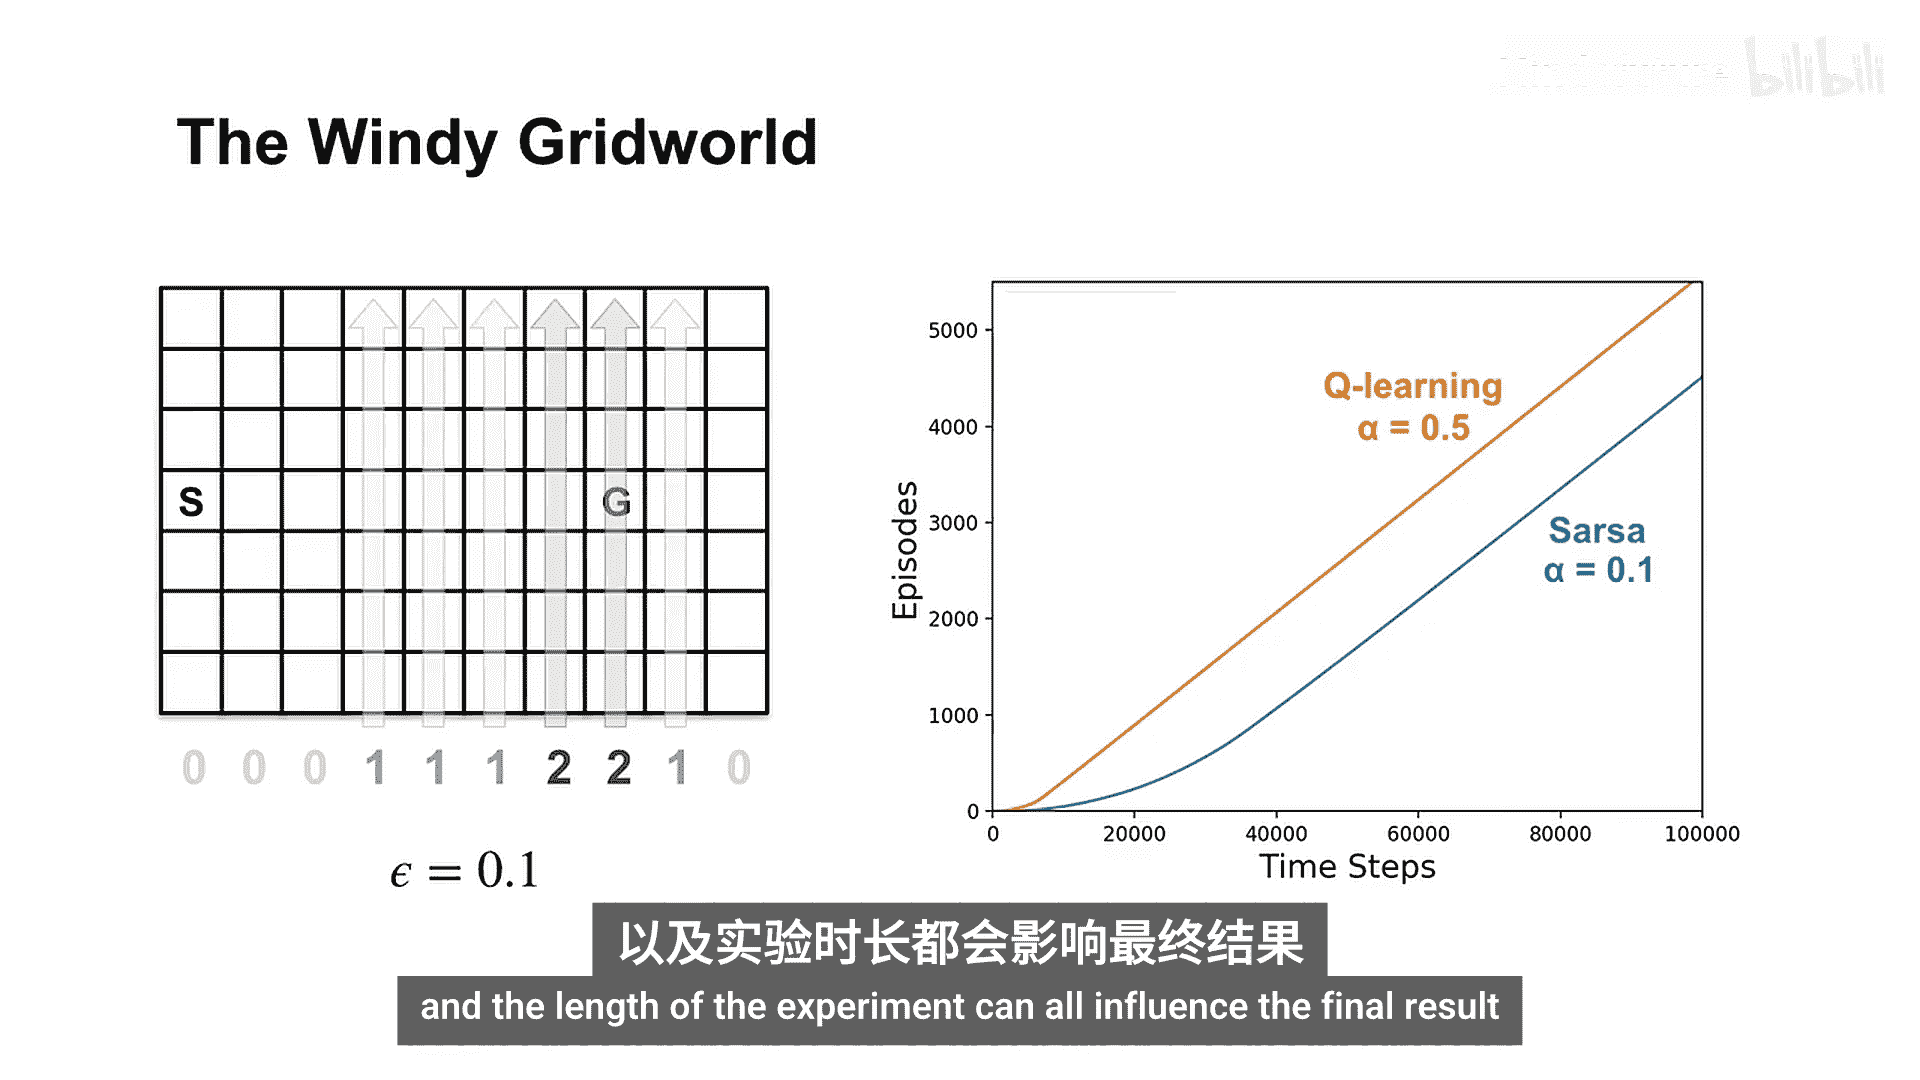 bilibili
The Windy Gridworld
S
G
0 0 0 1 1 1 2 2 1 0
ϵ = 0.1
5000
4000
3000
2000
1000
0
Episodes
Q-learning
α = 0.5
Sarsa
α = 0.1
0 20000 40000 60000 80000 100000
Time Steps
以及实验时长都会影响最终结果
and the length of the experiment can all influence the final result